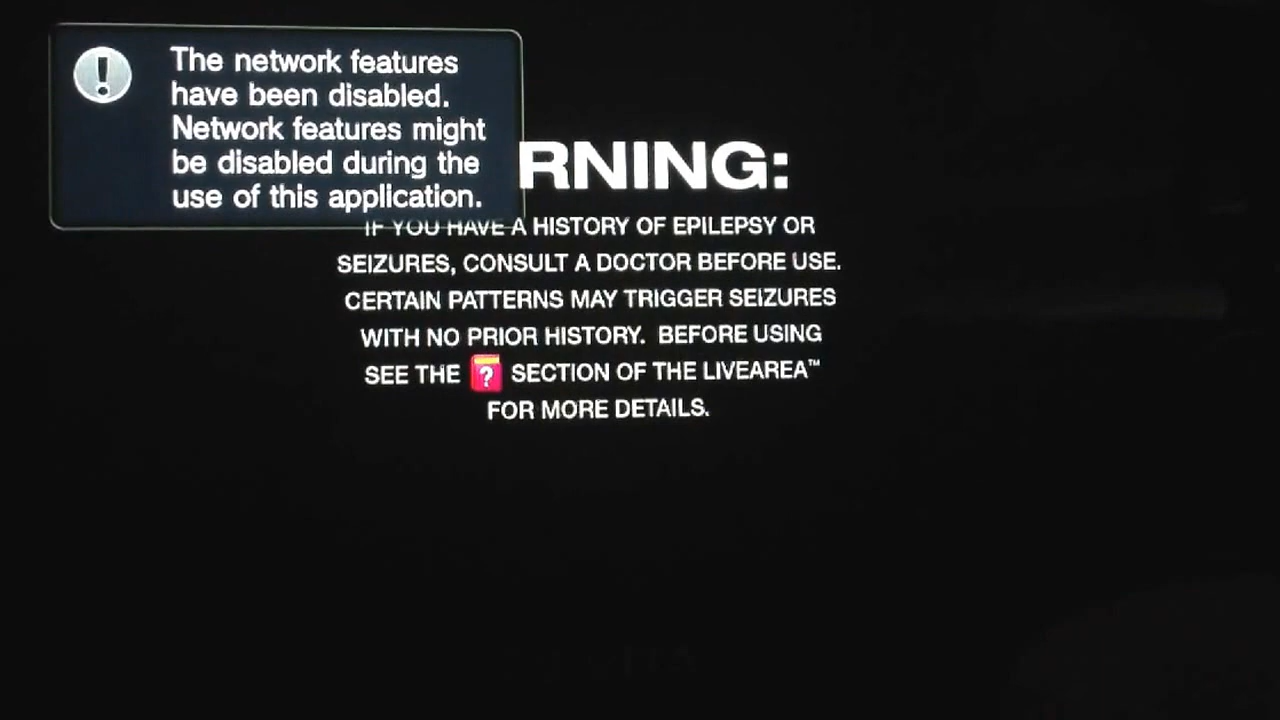 The network features
have been disabled.
Network features might
be disabled during the
use of this application.
RNING:
IF YOU HAVE A HISTORY OF EPILEPSY OR
SEIZURES, CONSULT A DOCTOR BEFORE USE.
CERTAIN PATTERNS MAY TRIGGER SEIZURES
WITH NO PRIOR HISTORY. BEFORE USING
SEE THE ? SECTION OF THE LIVEAREA™
FOR MORE DETAILS.